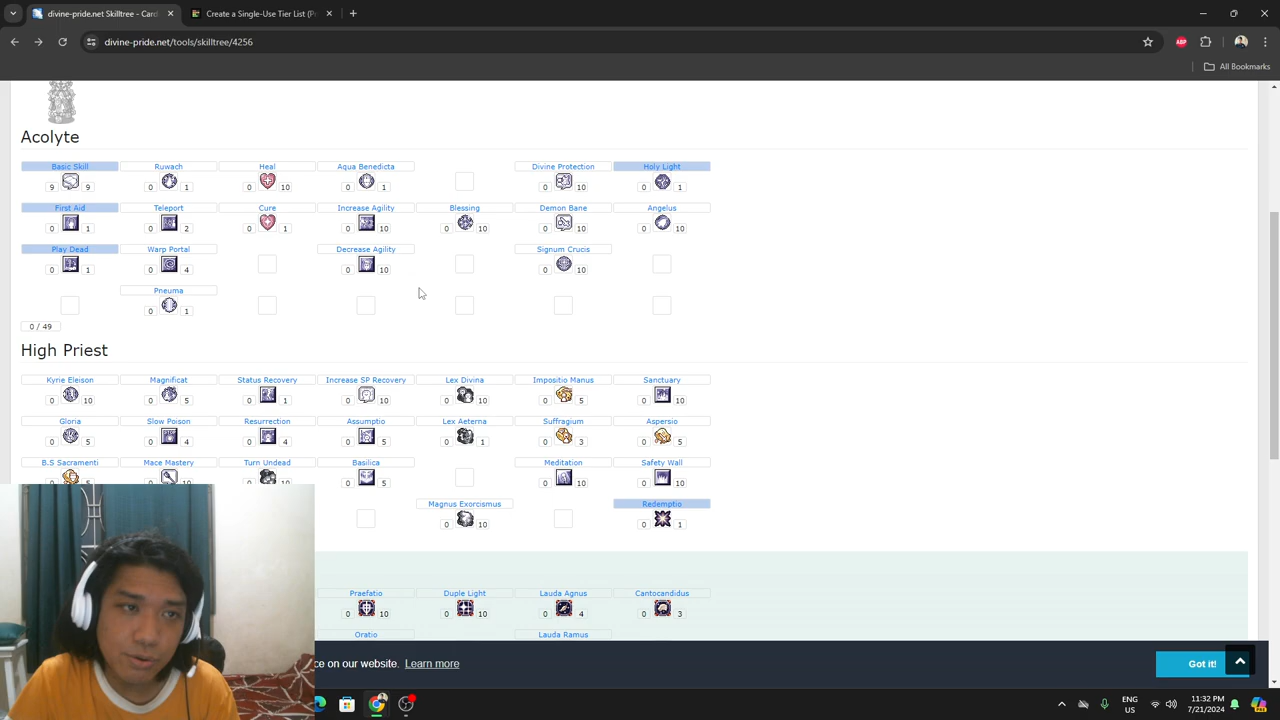 divine-pride.net Skilltree - Card
Create a Single-Use Tier List (P
divine-pride.net/tools/skilltree/4256
ABP
All Bookmarks
Acolyte
Basic Skill Ruwach Heal Aqua Benedicta Divine Protection Holy Light
9 9 0 1 0 10 0 1 0 10 0 1
First Aid Teleport Cure Increase Agility Blessing Demon Bane Angelus
0 1 0 2 0 1 0 10 0 10 0 10 0 10
Play Dead Warp Portal Decrease Agility Signum Crucis
0 1 0 4 0 10 0 10
Pneuma
0 1
0 / 49
High Priest
Kyrie Eleison Magnificat Status Recovery Increase SP Recovery Lex Divina Impositio Manus Sanctuary
0 10 0 5 0 1 0 10 0 10 0 5 0 10
Gloria Slow Poison Resurrection Assumptio Lex Aeterna Suffragium Aspersio
0 5 0 4 0 4 0 5 0 1 0 3 0 5
B.S Sacramenti Mace Mastery Turn Undead Basilica Meditation Safety Wall
0 5 0 10 0 10 0 5 0 10 0 10
Magnus Exorcismus Redemptio
0 10 0 1
Praefatio Duple Light Lauda Agnus Cantocandidus
0 10 0 10 0 4 0 3
Oratio Lauda Ramus
ce on our website. Learn more
Got it!
ENG
US
11:32 PM
7/21/2024